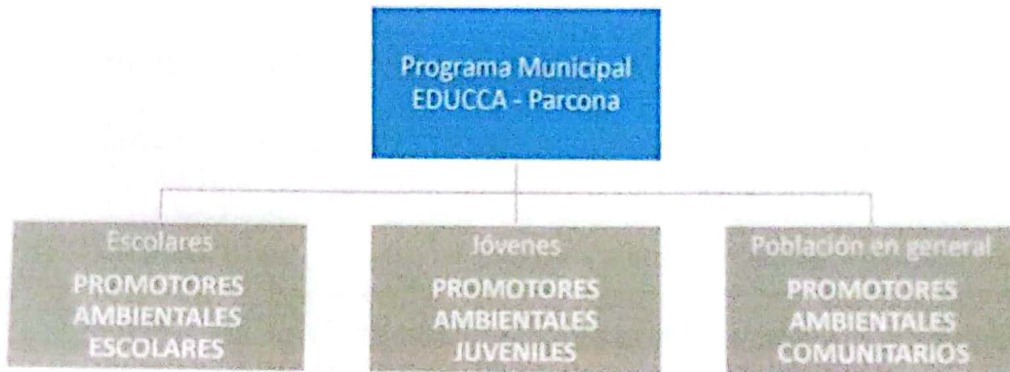 Programa Municipal
EDUCCA - Parcona
Escolares
PROMOTORES
AMBIENTALES
ESCOLARES
Jóvenes
PROMOTORES
AMBIENTALES
JUVENILES
Población en general
PROMOTORES
AMBIENTALES
COMUNITARIOS